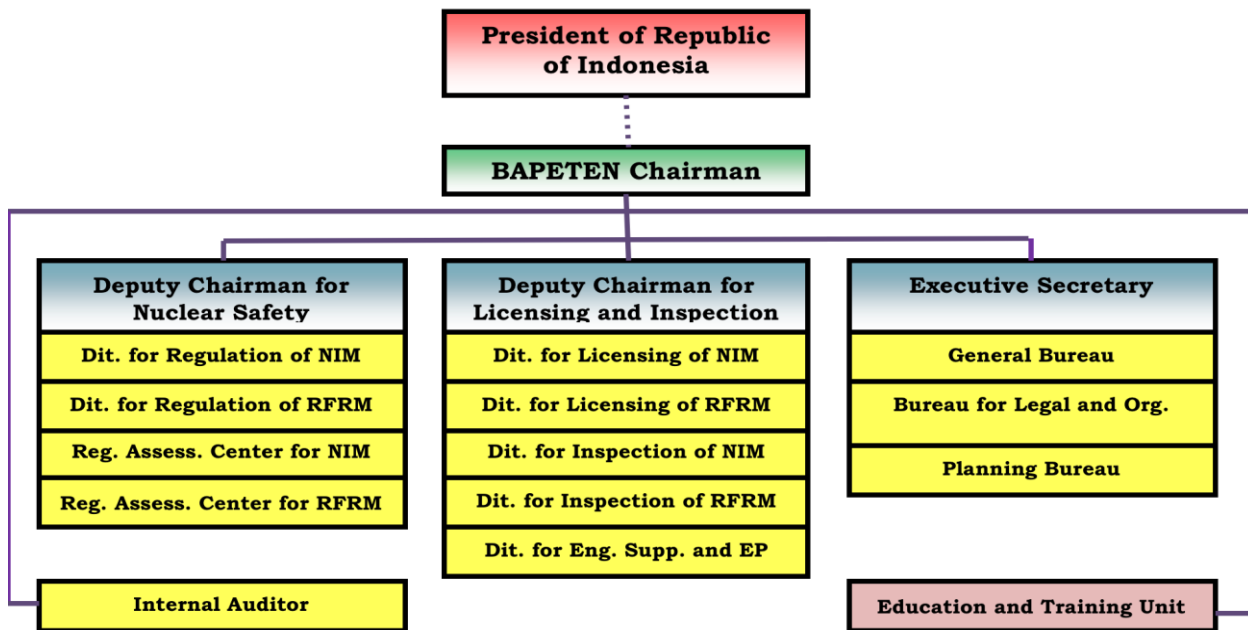 President of Republic
of Indonesia
BAPETEN Chairman
Deputy Chairman for
Nuclear Safety
Dit. for Regulation of NIM
Dit. for Regulation of RFRM
Reg. Assess. Center for NIM
Reg. Assess. Center for RFRM
Deputy Chairman for
Licensing and Inspection
Dit. for Licensing of NIM
Dit. for Licensing of RFRM
Dit. for Inspection of NIM
Dit. for Inspection of RFRM
Dit. for Eng. Supp. and EP
Executive Secretary
General Bureau
Bureau for Legal and Org.
Planning Bureau
Internal Auditor
Education and Training Unit